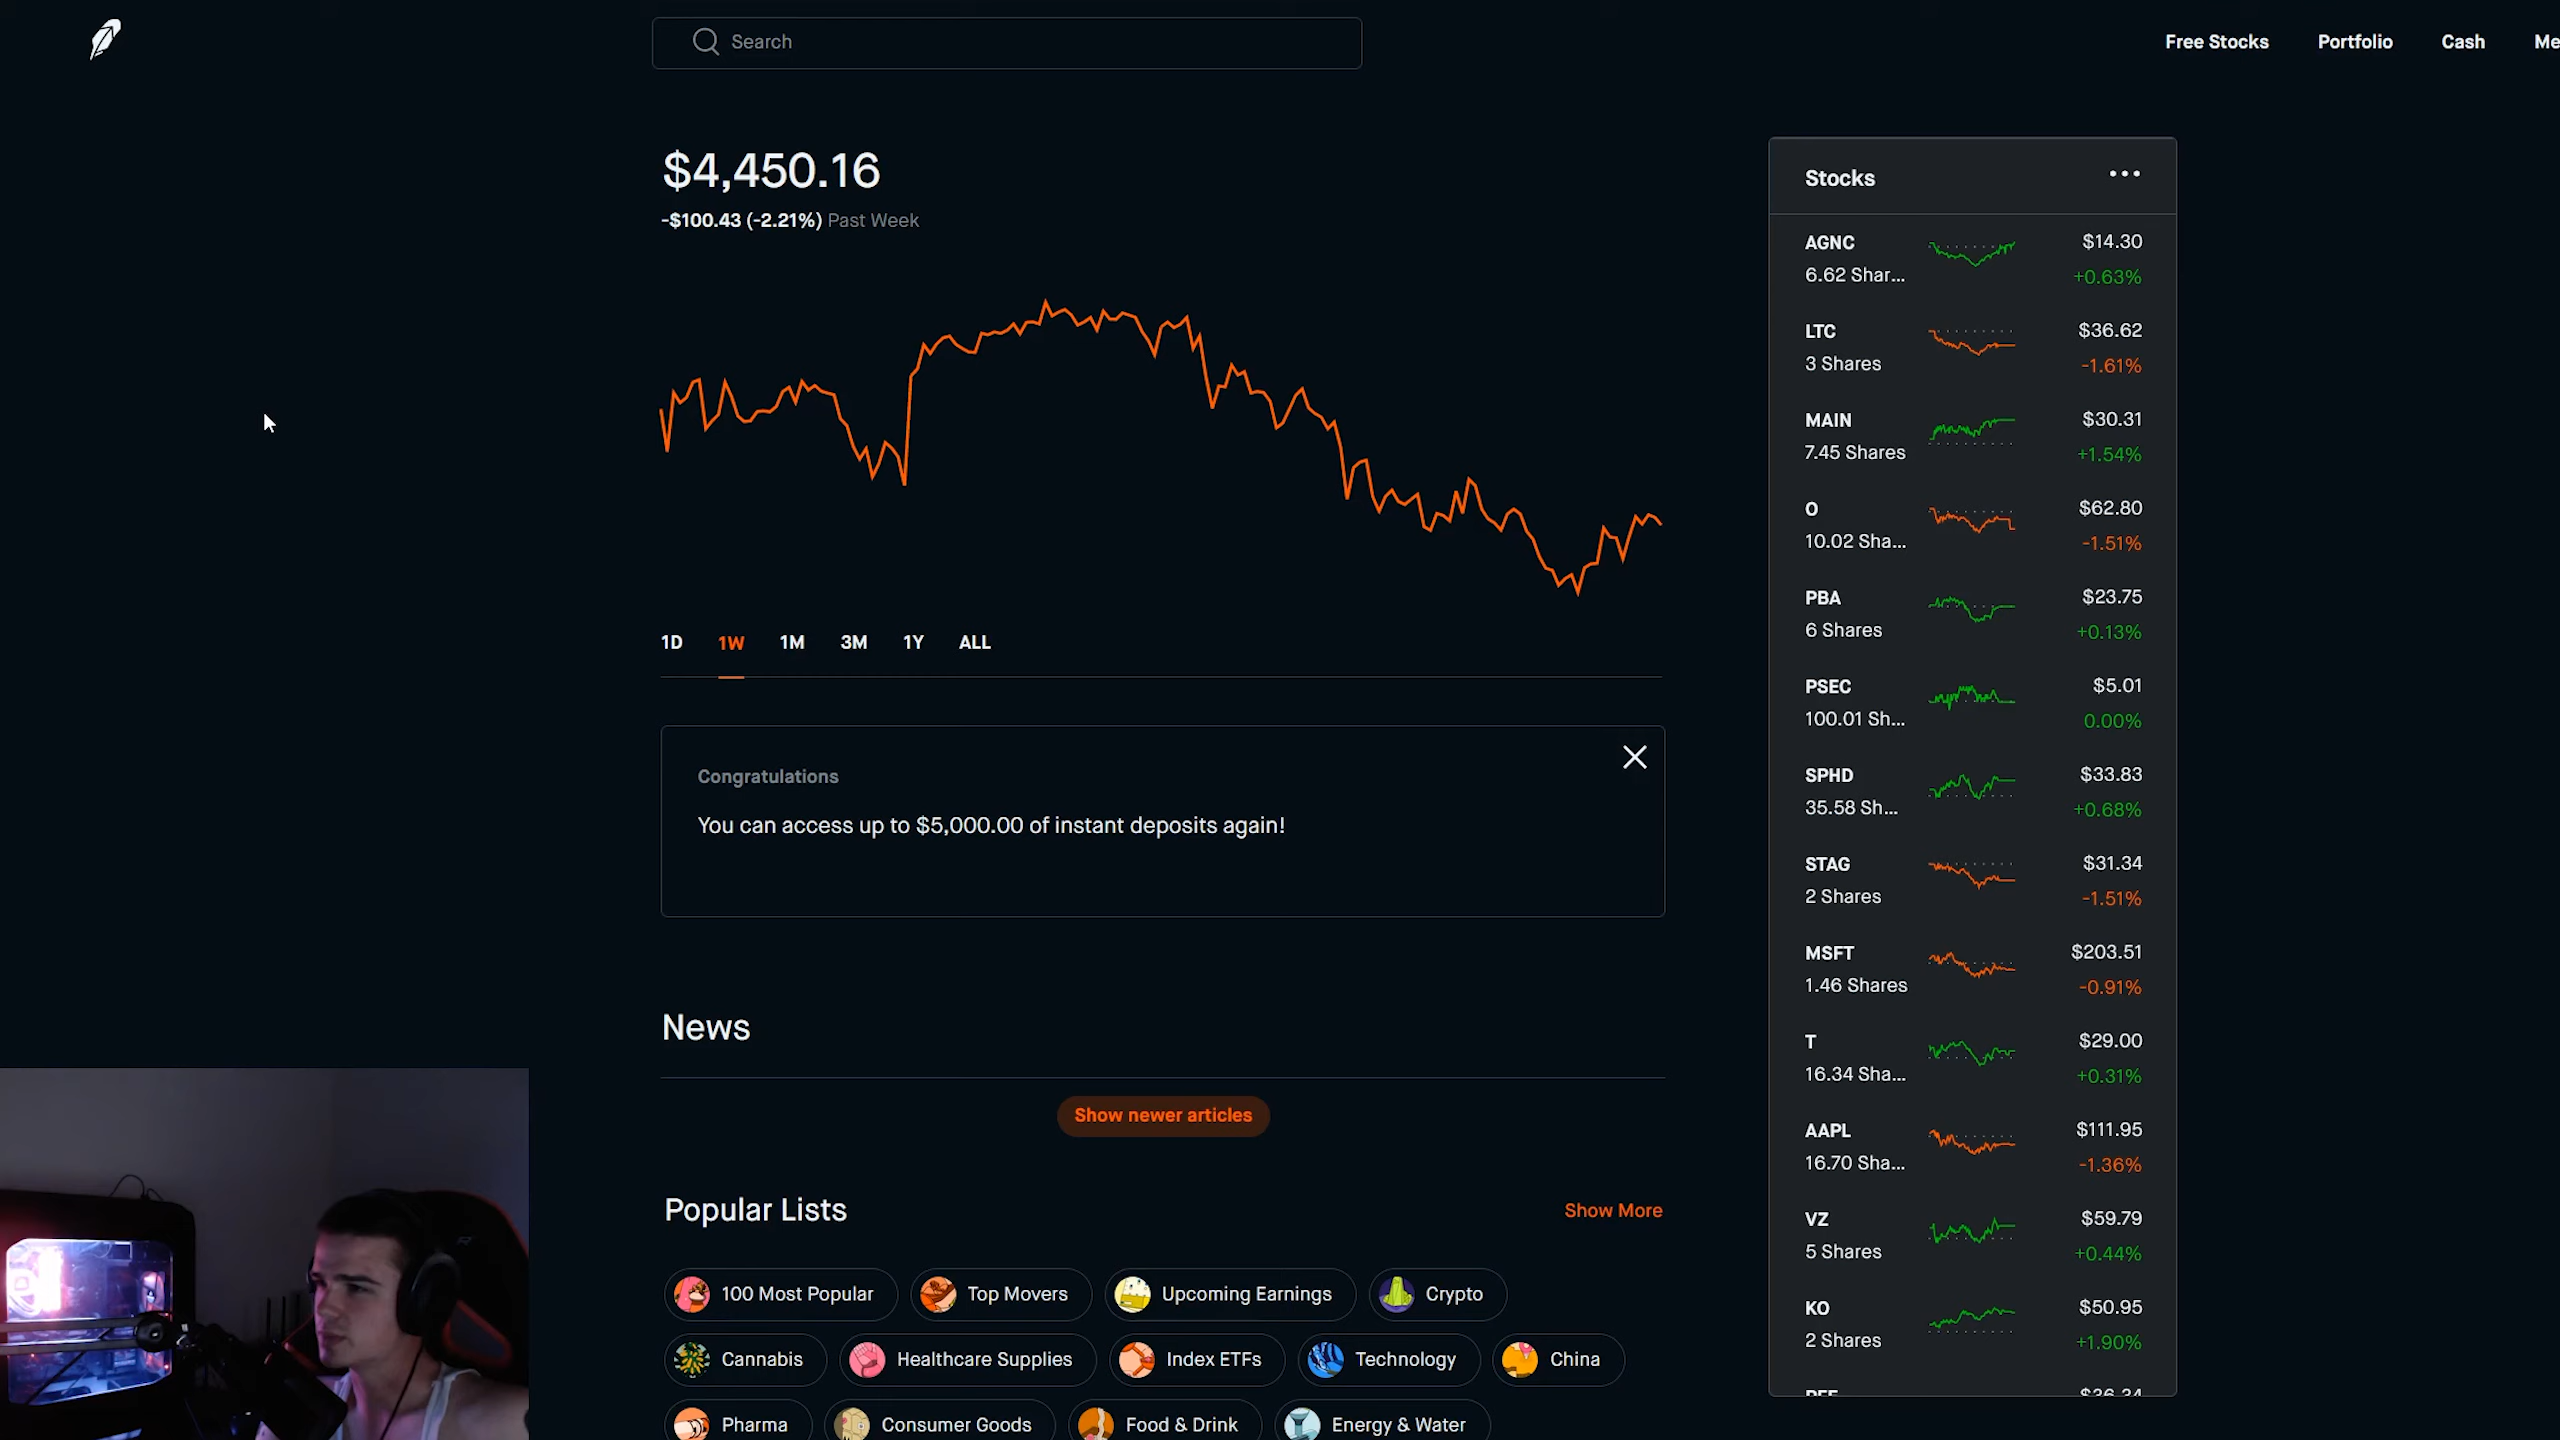 Search
Free Stocks
Portfolio
Cash
Me
$4,450.16
-$100.43 (-2.21%) Past Week
1D
1W
1M
3M
1Y
ALL
Congratulations
You can access up to $5,000.00 of instant deposits again!
News
Show newer articles
Popular Lists
Show More
100 Most Popular
Top Movers
Upcoming Earnings
Crypto
Cannabis
Healthcare Supplies
Index ETFs
Technology
China
Pharma
Consumer Goods
Food & Drink
Energy & Water
Stocks
AGNC
$14.30
6.62 Shar...
+0.63%
LTC
$36.62
3 Shares
-1.61%
MAIN
$30.31
7.45 Shares
+1.54%
O
$62.80
10.02 Sha...
-1.51%
PBA
$23.75
6 Shares
+0.13%
PSEC
$5.01
100.01 Sh...
0.00%
SPHD
$33.83
35.58 Sh...
+0.68%
STAG
$31.34
2 Shares
-1.51%
MSFT
$203.51
1.46 Shares
-0.91%
T
$29.00
16.34 Sha...
+0.31%
AAPL
$111.95
16.70 Sha...
-1.36%
VZ
$59.79
5 Shares
+0.44%
KO
$50.95
2 Shares
+1.90%